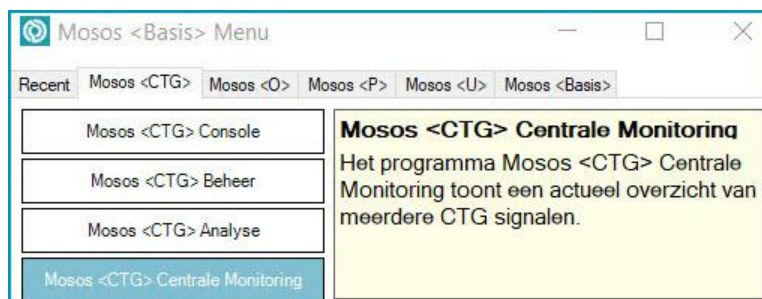 Mosos <Basis> Menu
Recent Mosos <CTG> Mosos <O> Mosos <P> Mosos <U> Mosos <Basis>
Mosos <CTG> Console
Mosos <CTG> Beheer
Mosos <CTG> Analyse
Mosos <CTG> Centrale Monitoring
Mosos <CTG> Centrale Monitoring
Het programma Mosos <CTG> Centrale
Monitoring toont een actueel overzicht van
meerdere CTG signalen.